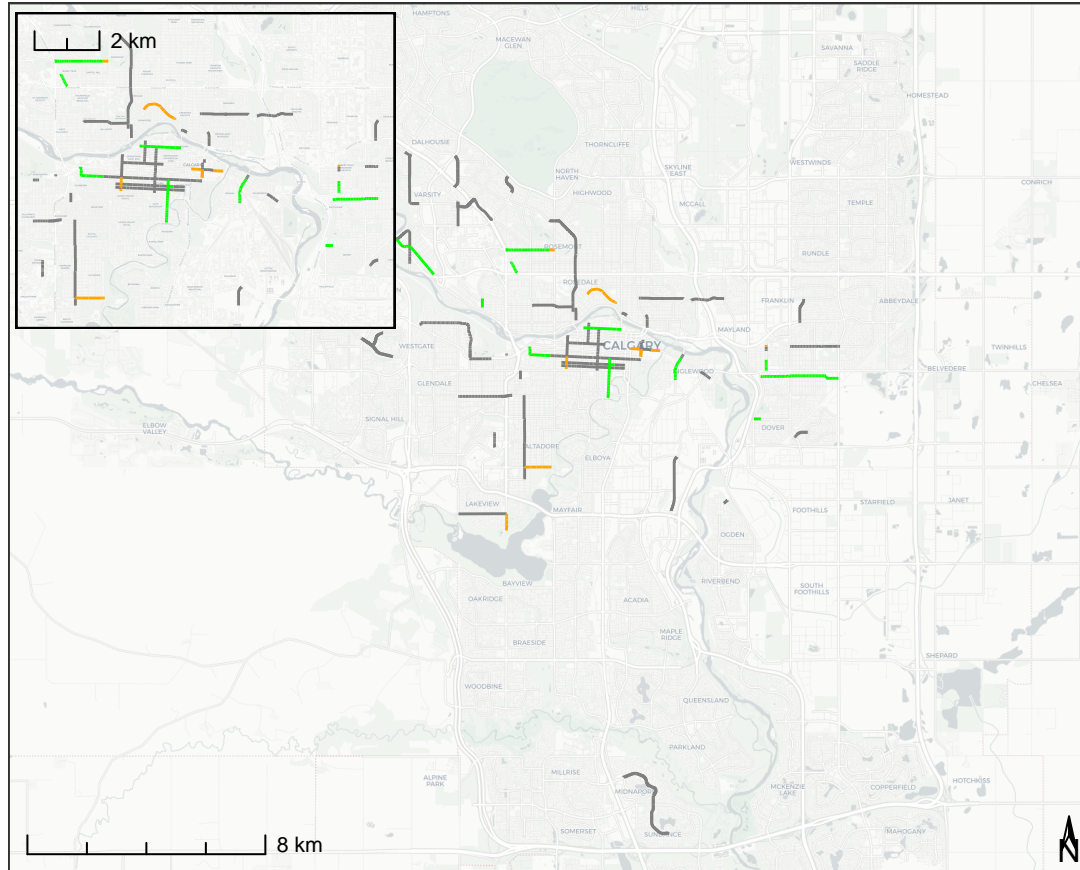 HAMPTONS
HILLS
MACEWAN
GLEN
SAVANNA
SADDLE
RIDGE
2 km
HOMESTEAD
DALHOUSIE
THORNCLIFFE
NORTH
HAVEN
SKYLINE
EAST
WESTWINDS
CONRICH
VARSITY
HIGHWOOD
MCCALL
TEMPLE
ROSEMONT
RUNDLE
ROSEDALE
FRANKLIN
ABBEYDALE
MAYLAND
WESTGATE
CALGARY
TWINHILLS
BELVEDERE
GLENDALE
INGLEWOOD
CHELSEA
SIGNAL HILL
ELBOW
VALLEY
DOVER
ALTADORE
ELBOYA
LAKEVIEW
MAYFAIR
FOOTHILLS
STARFIELD
JANET
OGDEN
BAYVIEW
RIVERBEND
SOUTH
FOOTHILLS
OAKRIDGE
ACADIA
BRAESIDE
MAPLE
RIDGE
SHEPARD
WOODBINE
QUEENSLAND
PARKLAND
ALPINE
PARK
MILLRISE
MIDNAPORE
MCKENZIE
LAKE
COPPERFIELD
HOTCHKISS
SOMERSET
SUNDANCE
MAHOGANY
8 km
N